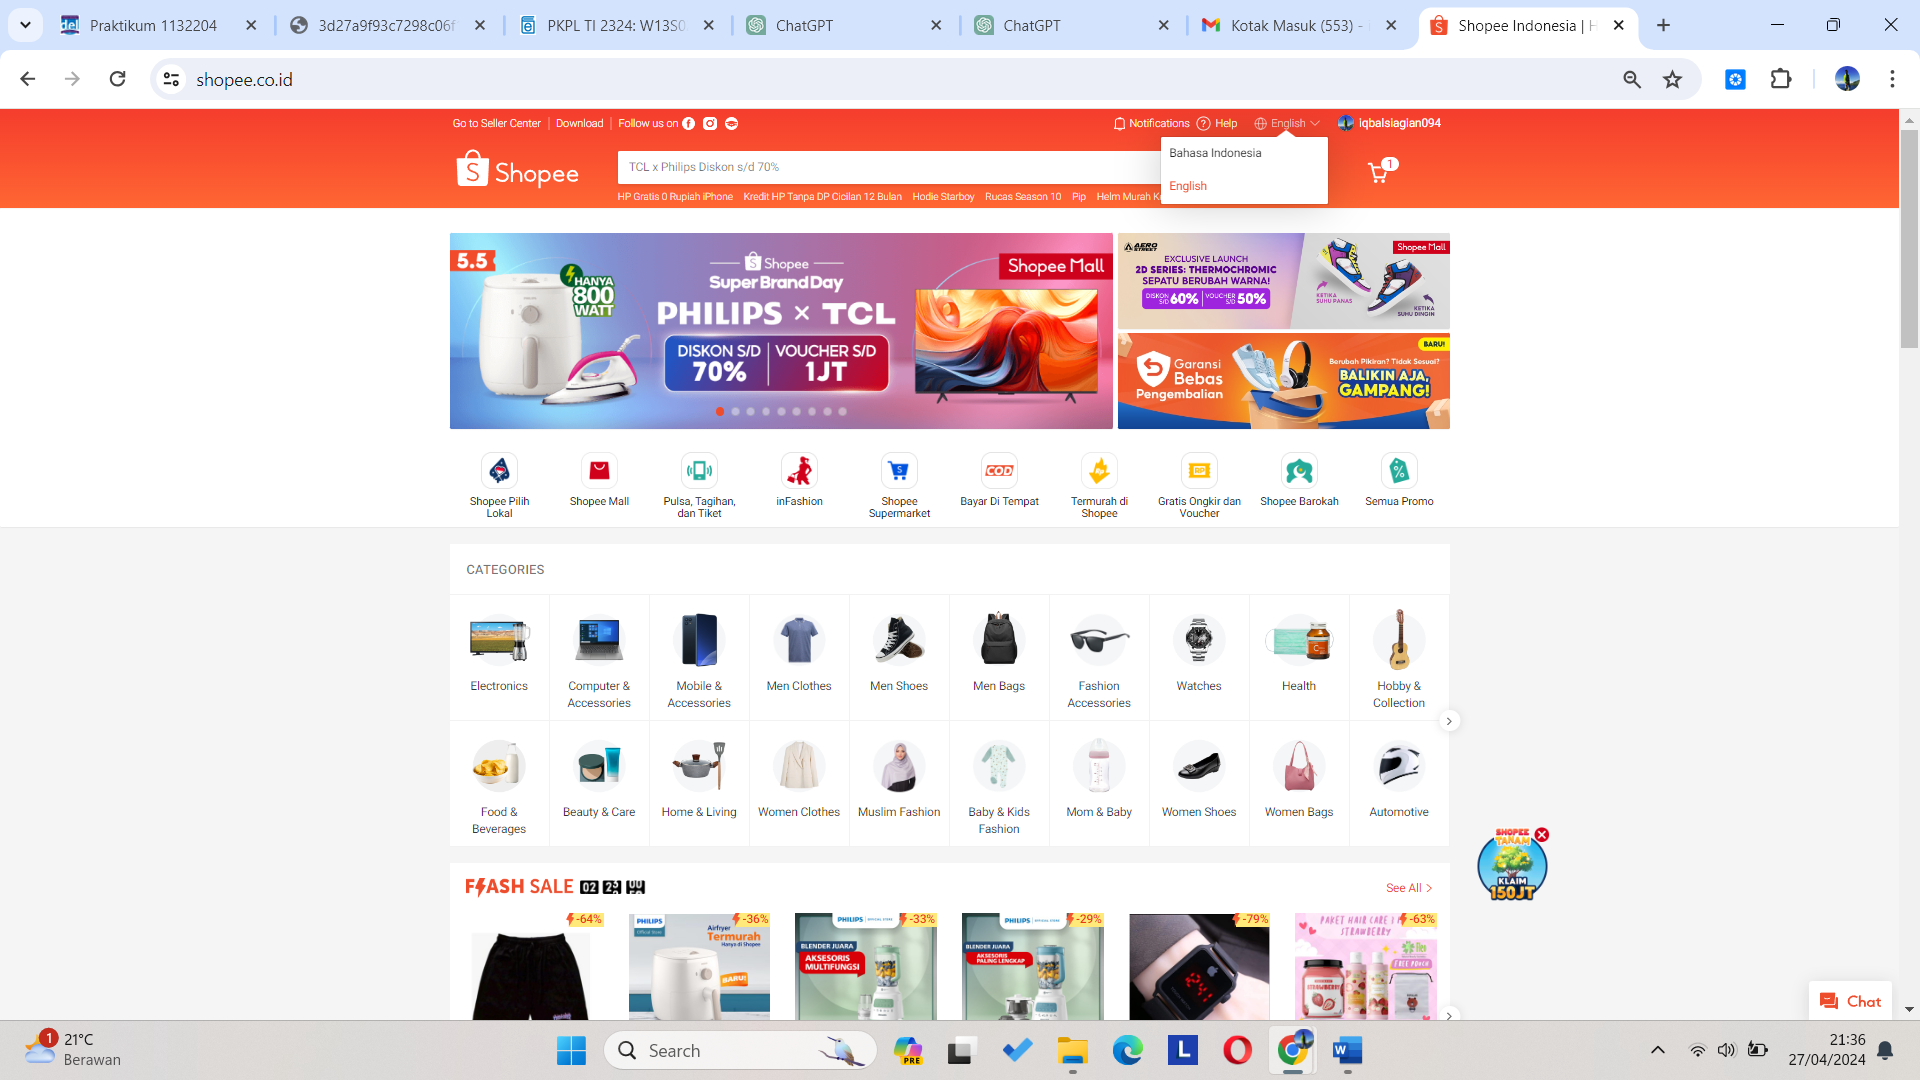 Praktikum 1132204
3d27a9f93c7298c06f
PKPL TI 2324: W13S0
ChatGPT
ChatGPT
Kotak Masuk (553) -
Shopee Indonesia | H
shopee.co.id
Go to Seller Center
Download
Follow us on
Notifications
Help
English
iqbalsiagian094
Bahasa Indonesia
English
Shopee
TCL x Philips Diskon s/d 70%
1
HP Gratis 0 Rupiah iPhone
Kredit HP Tanpa DP Cicilan 12 Bulan
Hodie Starboy
Rucas Season 10
Pip
Helm Murah K
5.5
HANYA
800
WATT
Shopee
Super Brand Day
PHILIPS × TCL
DISKON S/D
70%
VOUCHER S/D
1JT
Shopee Mall
AERO
STREET
EXCLUSIVE LAUNCH
2D SERIES: THERMOCHROMIC
SEPATU BERUBAH WARNA!
DISKON S/D 60%
VOUCHER S/D 50%
Shopee Mall
KETIKA
SUHU PANAS
KETIKA
SUHU DINGIN
Garansi
Bebas
Pengembalian
BARU!
Berubah Pikiran? Tidak Sesuai?
BALIKIN AJA,
GAMPANG!
Shopee Pilih
Lokal
Shopee Mall
Pulsa, Tagihan,
dan Tiket
inFashion
Shopee
Supermarket
COD
Bayar Di Tempat
Termurah di
Shopee
Gratis Ongkir dan
Voucher
Shopee Barokah
Semua Promo
CATEGORIES
Electronics
Computer &
Accessories
Mobile &
Accessories
Men Clothes
Men Shoes
Men Bags
Fashion
Accessories
Watches
Health
Hobby &
Collection
Food &
Beverages
Beauty & Care
Home & Living
Women Clothes
Muslim Fashion
Baby & Kids
Fashion
Mom & Baby
Women Shoes
Women Bags
Automotive
SHOPEE
TANAM
KLAIM
150JT
FLASH SALE
02
See All
-64%
PHILIPS
-36%
Airfryer
Termurah
Hanya di Shopee
BARU!
PHILIPS
-33%
BLENDER JUARA
AKSESORIS
MULTIFUNGSI
PHILIPS
-29%
BLENDER JUARA
AKSESORIS
PALING LENGKAP
-79%
PAKET HAIR CARE
STRAWBERRY
-63%
FREE POUCH
Chat
1
21°C
Berawan
Search
PRE
L
W
21:36
27/04/2024